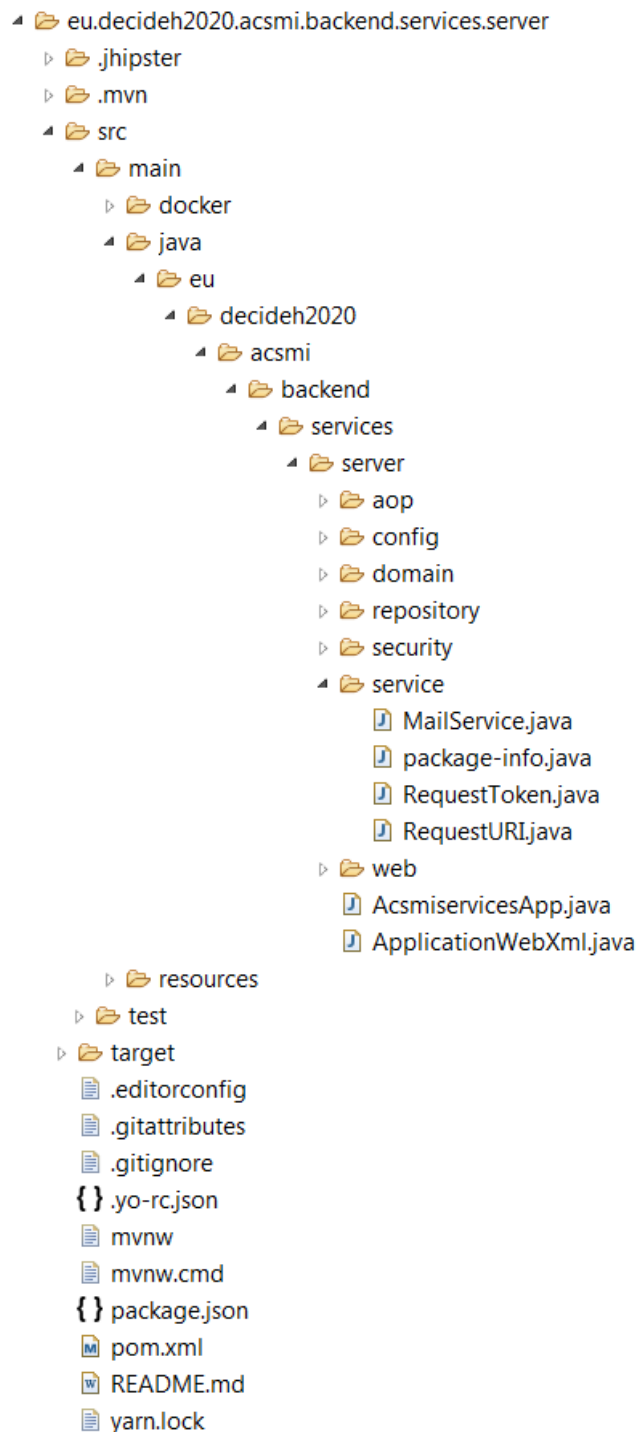 eu.decideh2020.acsmi.backend.services.server
.jhipster
.mvn
src
main
docker
java
eu
decideh2020
acsmi
backend
services
server
aop
config
domain
repository
security
service
MailService.java
package-info.java
RequestToken.java
RequestURI.java
web
AcsmiservicesApp.java
ApplicationWebXml.java
resources
test
target
.editorconfig
.gitattributes
.gitignore
{ } .yo-rc.json
mvnw
mvnw.cmd
{ } package.json
pom.xml
README.md
yarn.lock